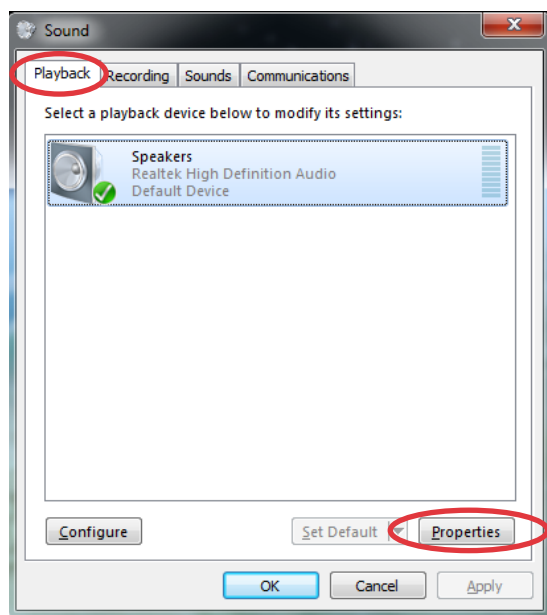 Sound
Playback Recording Sounds Communications
Select a playback device below to modify its settings:
Speakers
Realtek High Definition Audio
Default Device
Configure Set Default Properties
OK Cancel Apply